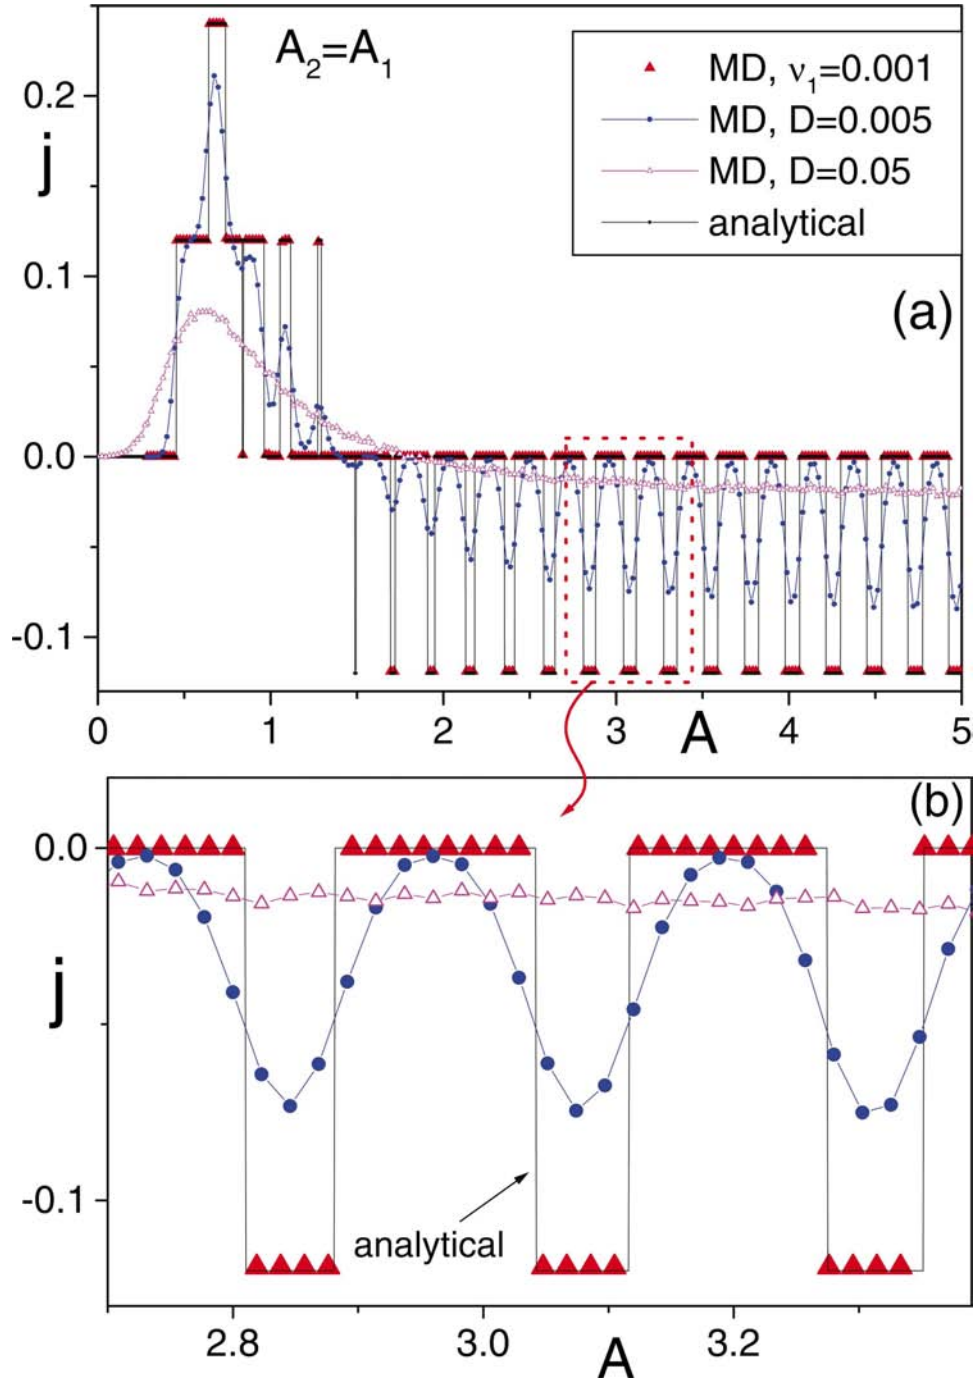 A₂=A₁
MD, ν₁=0.001
MD, D=0.005
MD, D=0.05
analytical
(a)
j
0.2
0.1
0.0
-0.1
0 1 2 3 4 5
A
(b)
j
0.0
-0.1
analytical
2.8 3.0 3.2
A